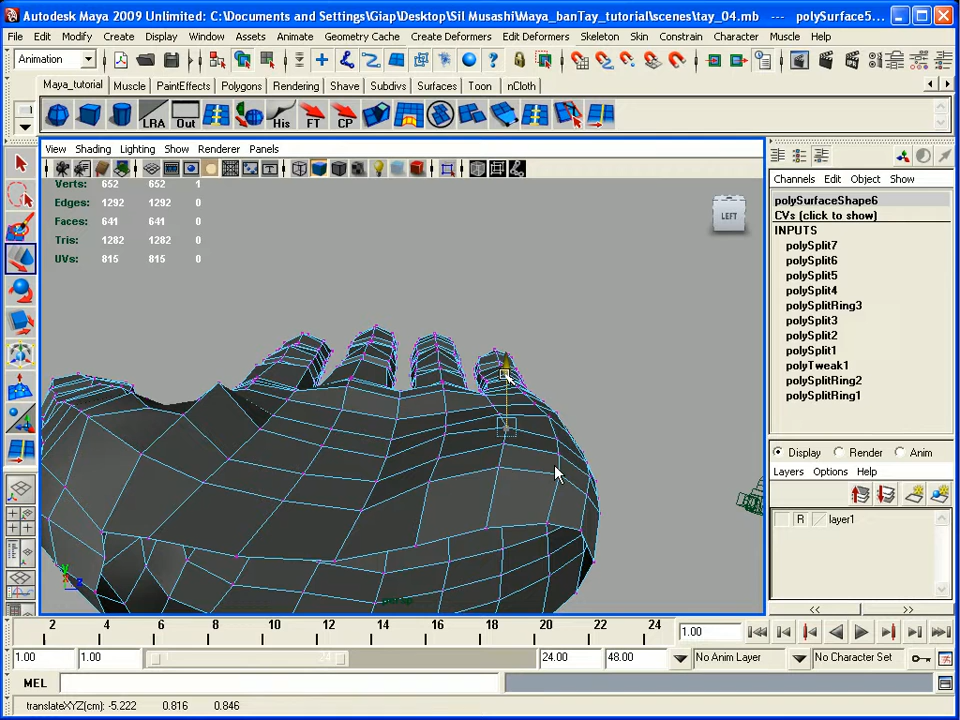 Autodesk Maya 2009 Unlimited: C:\Documents and Settings\Giap\Desktop\Sil Musashi\Maya_banTay_tutorial\scenes\tay_04.mb --- polySurface5...
File Edit Modify Create Display Window Assets Animate Geometry Cache Create Deformers Edit Deformers Skeleton Skin Constrain Character Muscle Help
Animation
Maya_tutorial Muscle PaintEffects Polygons Rendering Shave Subdivs Surfaces Toon nCloth
LRA Out His FT CP
View Shading Lighting Show Renderer Panels
Verts: 652 652 1
Edges: 1292 1292 0
Faces: 641 641 0
Tris: 1282 1282 0
UVs: 815 815 0
LEFT
persp
Channels Edit Object Show
polySurfaceShape6
CVs (click to show)
INPUTS
polySplit7
polySplit6
polySplit5
polySplit4
polySplitRing3
polySplit3
polySplit2
polySplit1
polyTweak1
polySplitRing2
polySplitRing1
Display Render Anim
Layers Options Help
R layer1
<< >>
2 4 6 8 10 12 14 16 18 20 22 24
1.00
1.00 1.00 24.00 48.00 No Anim Layer No Character Set
MEL
translateXYZ(cm): -5.222 0.816 0.846